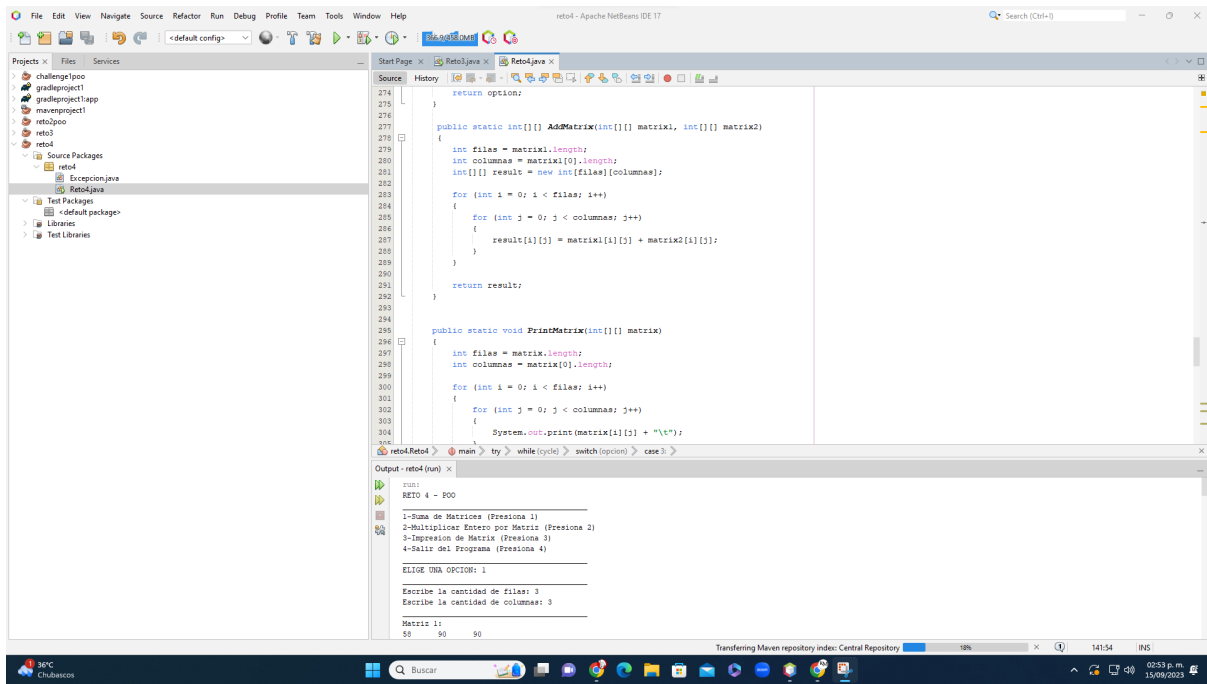 File Edit View Navigate Source Refactor Run Debug Profile Team Tools Window Help
reto4 - Apache NetBeans IDE 17
Search (Ctrl+I)
<default config>
366.9/458.0MB
Projects Files Services
challenge1poo
gradleproject1
gradleproject1:app
mavenproject1
reto2poo
reto3
reto4
Source Packages
reto4
Excepcion.java
Reto4.java
Test Packages
<default package>
Libraries
Test Libraries
Start Page Reto3.java Reto4.java
Source History
274 return option;
275 }
276
277 public static int[][] AddMatrix(int[][] matrix1, int[][] matrix2)
278 {
279 int filas = matrix1.length;
280 int columnas = matrix1[0].length;
281 int[][] result = new int[filas][columnas];
282
283 for (int i = 0; i < filas; i++)
284 {
285 for (int j = 0; j < columnas; j++)
286 {
287 result[i][j] = matrix1[i][j] + matrix2[i][j];
288 }
289 }
290
291 return result;
292 }
293
294
295 public static void PrintMatrix(int[][] matrix)
296 {
297 int filas = matrix.length;
298 int columnas = matrix[0].length;
299
300 for (int i = 0; i < filas; i++)
301 {
302 for (int j = 0; j < columnas; j++)
303 {
304 System.out.print(matrix[i][j] + "\t");
305 }
reto4.Reto4 main try while (cycle) switch (opcion) case 3:
Output - reto4 (run)
run:
RETO 4 - POO
1-Suma de Matrices (Presiona 1)
2-Multiplicar Entero por Matriz (Presiona 2)
3-Impresion de Matrix (Presiona 3)
4-Salir del Programa (Presiona 4)
ELIGE UNA OPCION: 1
Escribe la cantidad de filas: 3
Escribe la cantidad de columnas: 3
Matriz 1:
58 90 90
Transferring Maven repository index: Central Repository 18% 141:54 INS
1
36°C
Chubascos
Buscar
02:53 p. m.
15/09/2023